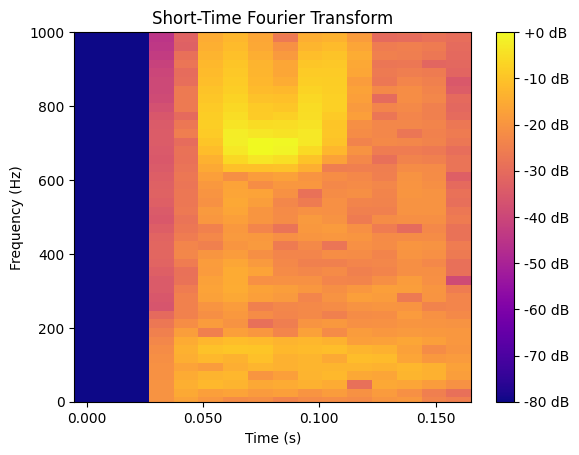 Short-Time Fourier Transform
1000
800
600
400
200
0
Frequency (Hz)
0.000
0.050
0.100
0.150
Time (s)
+0 dB
-10 dB
-20 dB
-30 dB
-40 dB
-50 dB
-60 dB
-70 dB
-80 dB